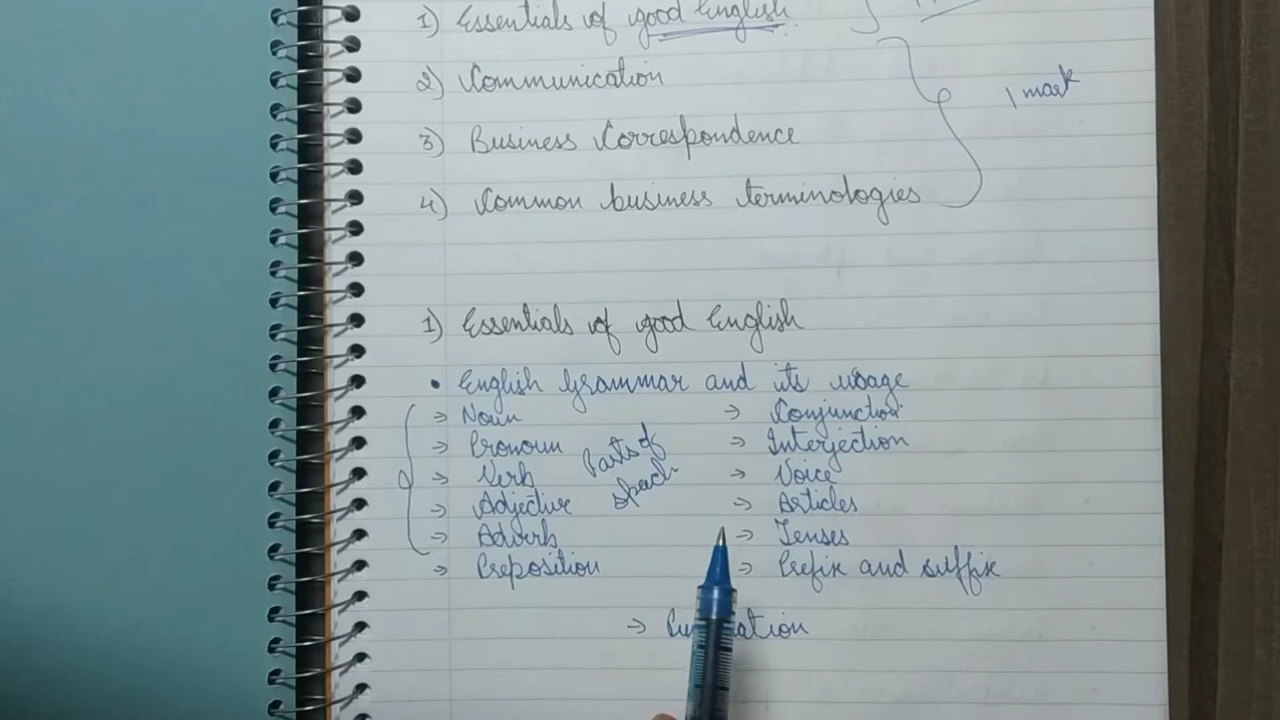 1) Essentials of good English
2) Communication
1 mark
3) Business Correspondence
4) Common business terminologies
1) Essentials of good English
• English Grammar and its usage
→ Noun
→ Pronoun
→ Verb
→ Adjective
→ Adverb
→ Preposition
Parts of
speech
→ Conjunction
→ Interjection
→ Voice
→ Articles
→ Tenses
→ Prefix and suffix
→